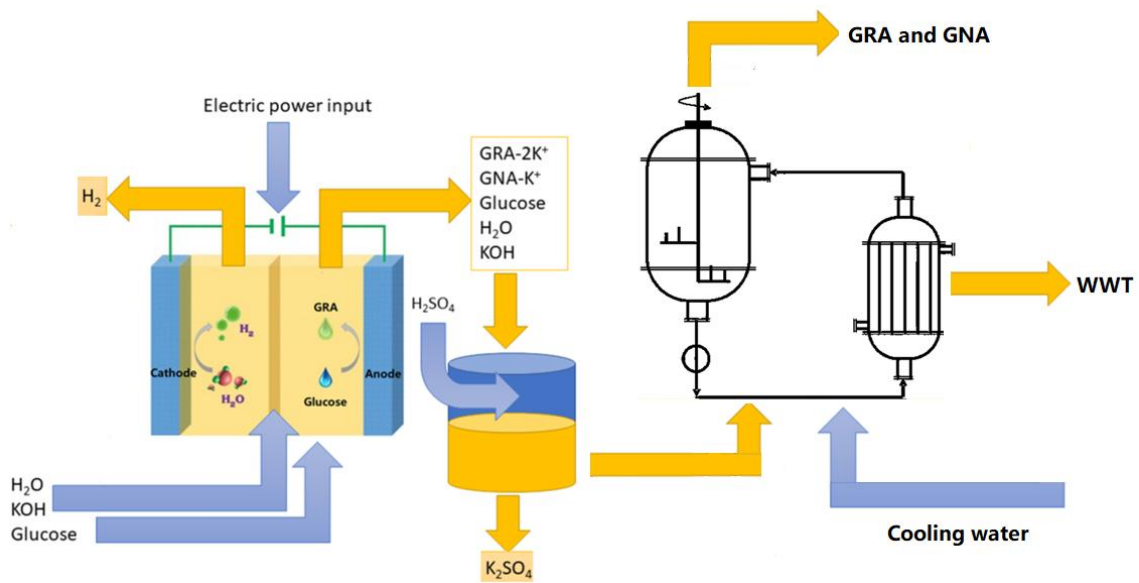 GRA and GNA
Electric power input
GRA-2K⁺
GNA-K⁺
Glucose
H₂O
KOH
H₂
H₂SO₄
WWT
GRA
H₂
Cathode
Anode
H₂O
Glucose
H₂O
KOH
Glucose
Cooling water
K₂SO₄